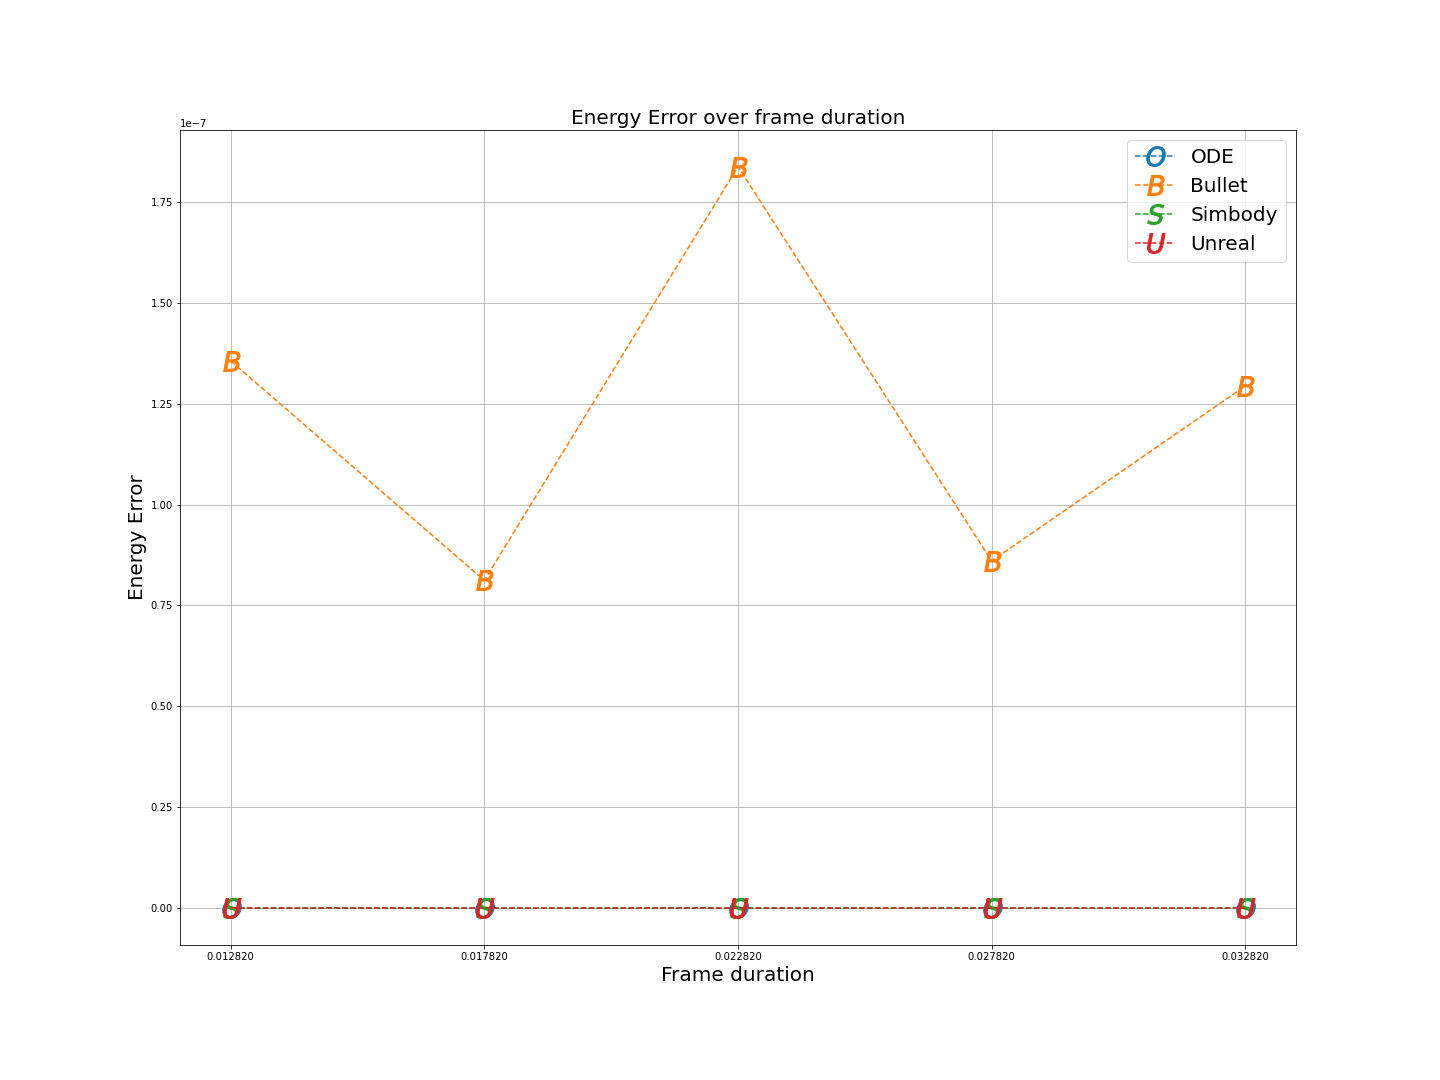 Energy Error over frame duration
1e−7
ODE
Bullet
Simbody
Unreal
O
B
S
U
1.75
1.50
1.25
1.00
0.75
0.50
0.25
0.00
Energy Error
B
B
B
B
B
U
U
U
U
U
0.012820
0.017820
0.022820
0.027820
0.032820
Frame duration